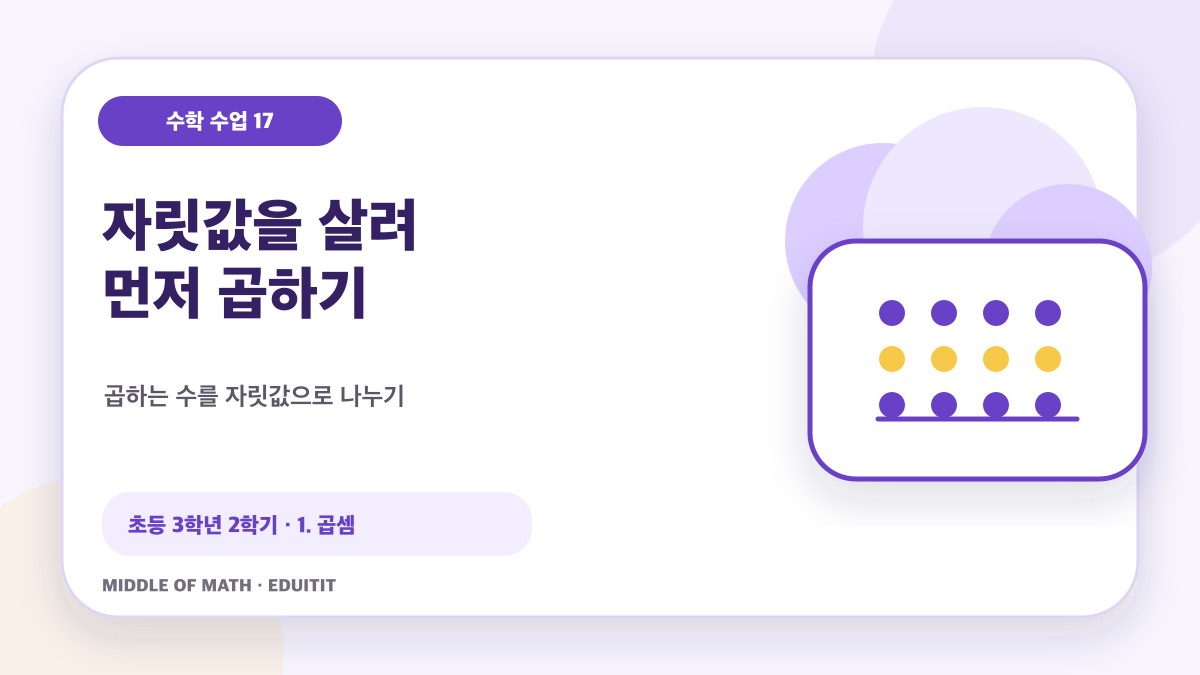 수학 수업 17
자릿값을 살려
먼저 곱하기
곱하는 수를 자릿값으로 나누기
초등 3학년 2학기 · 1. 곱셈
MIDDLE OF MATH · EDUITIT